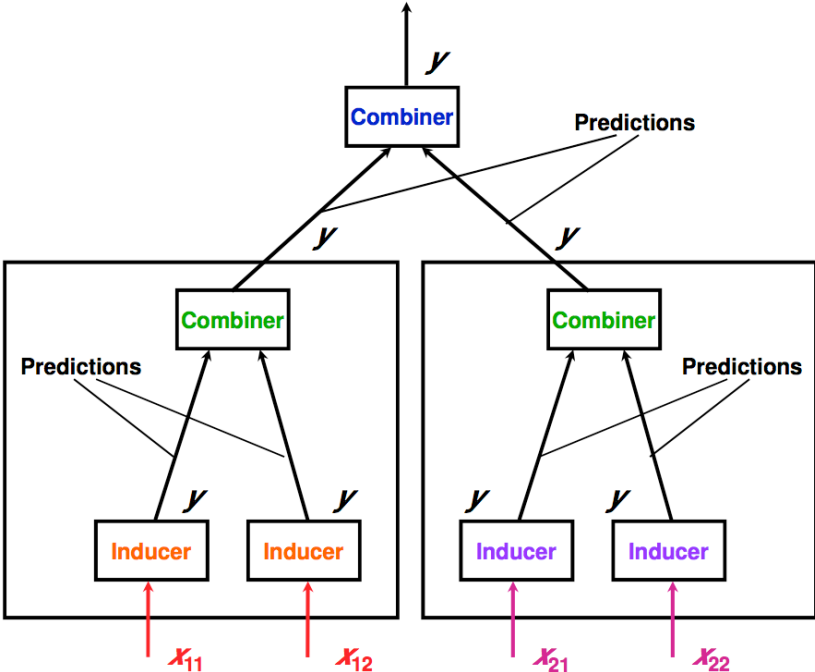 y
Combiner
Predictions
y y
Combiner Combiner
Predictions Predictions
y y y y
Inducer Inducer Inducer Inducer
x11 x12 x21 x22